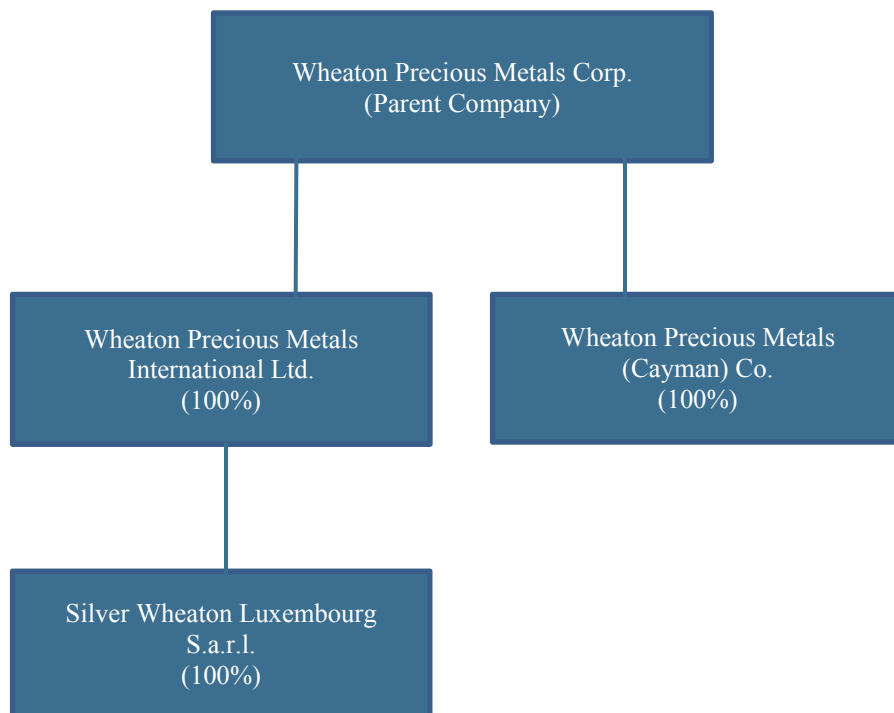 Wheaton Precious Metals Corp.
(Parent Company)
Wheaton Precious Metals
International Ltd.
(100%)
Wheaton Precious Metals
(Cayman) Co.
(100%)
Silver Wheaton Luxembourg
S.a.r.l.
(100%)